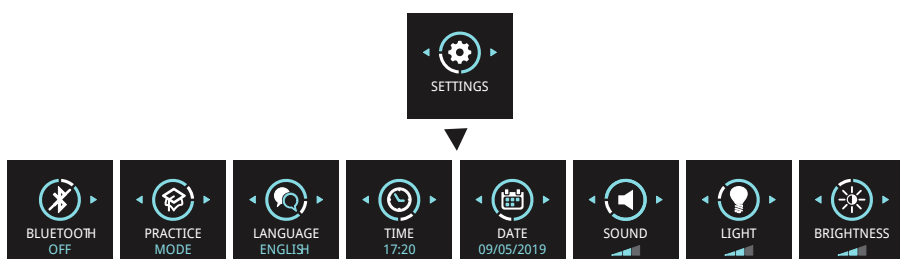 SETTINGS
BLUETOOTH
OFF
PRACTICE
MODE
LANGUAGE
ENGLISH
TIME
17:20
DATE
09/05/2019
SOUND
LIGHT
BRIGHTNESS